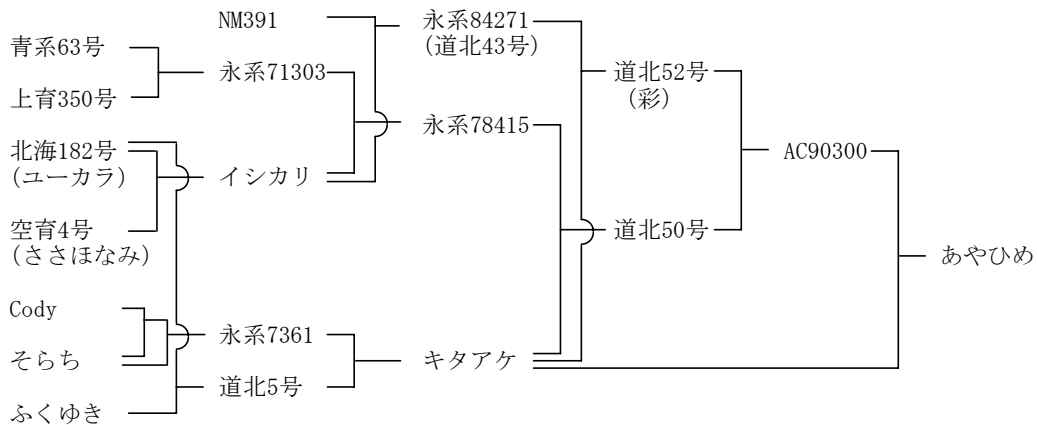 NM391
永系84271
(道北43号)
青系63号
永系71303
上育350号
道北52号
(彩)
永系78415
北海182号
(ユーカラ)
イシカリ
AC90300
空育4号
(ささほなみ)
道北50号
あやひめ
Cody
永系7361
そらち
キタアケ
道北5号
ふくゆき